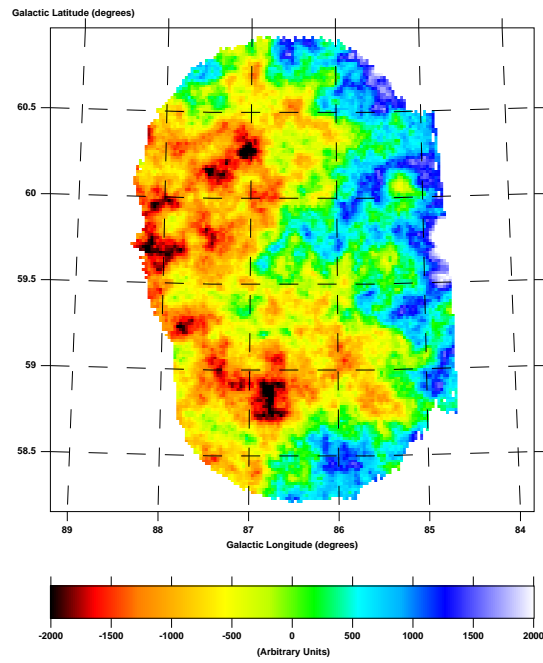 Galactic Latitude (degrees)
60.5
60
59.5
59
58.5
89 88 87 86 85 84
Galactic Longitude (degrees)
-2000 -1500 -1000 -500 0 500 1000 1500 2000
(Arbitrary Units)